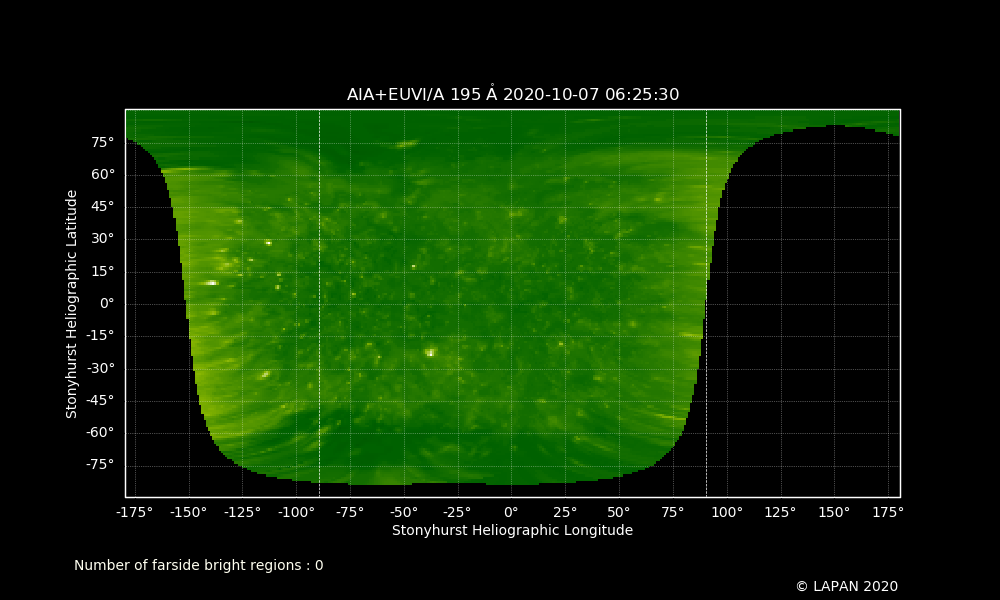 AIA+EUVI/A 195 Å 2020-10-07 06:25:30
75°
60°
45°
30°
15°
0°
-15°
-30°
-45°
-60°
-75°
Stonyhurst Heliographic Latitude
-175° -150° -125° -100° -75° -50° -25° 0° 25° 50° 75° 100° 125° 150° 175°
Stonyhurst Heliographic Longitude
Number of farside bright regions : 0
© LAPAN 2020